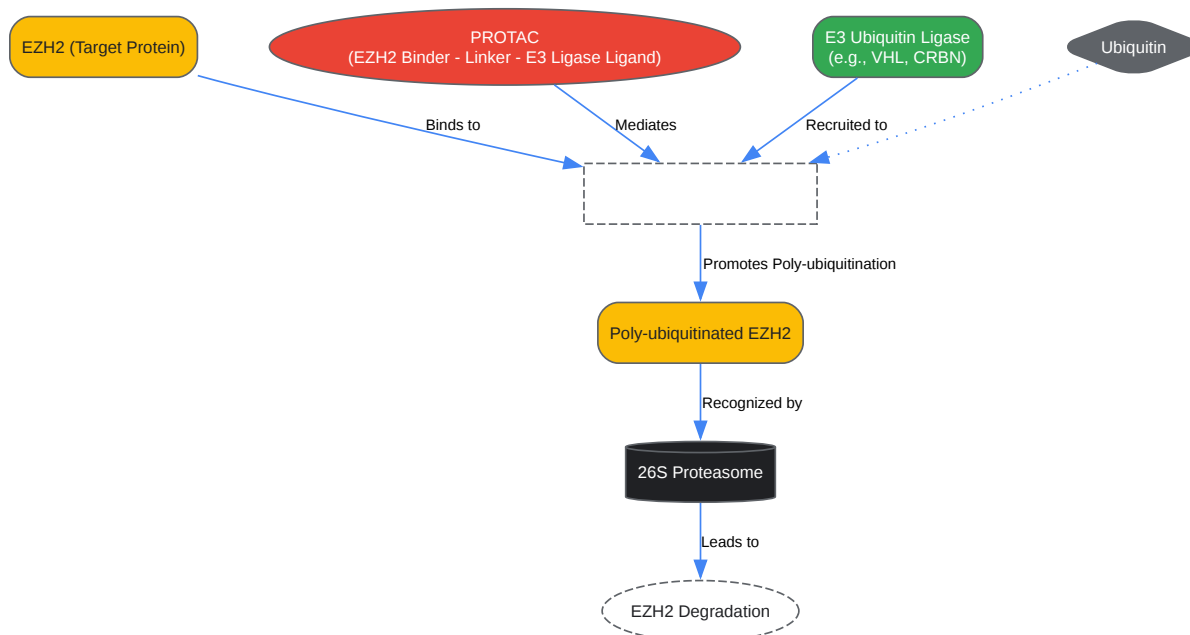 EZH2 (Target Protein)
PROTAC
(EZH2 Binder - Linker - E3 Ligase Ligand)
E3 Ubiquitin Ligase
(e.g., VHL, CRBN)
Ubiquitin
Binds to
Mediates
Recruited to
Promotes Poly-ubiquitination
Poly-ubiquitinated EZH2
Recognized by
26S Proteasome
Leads to
EZH2 Degradation